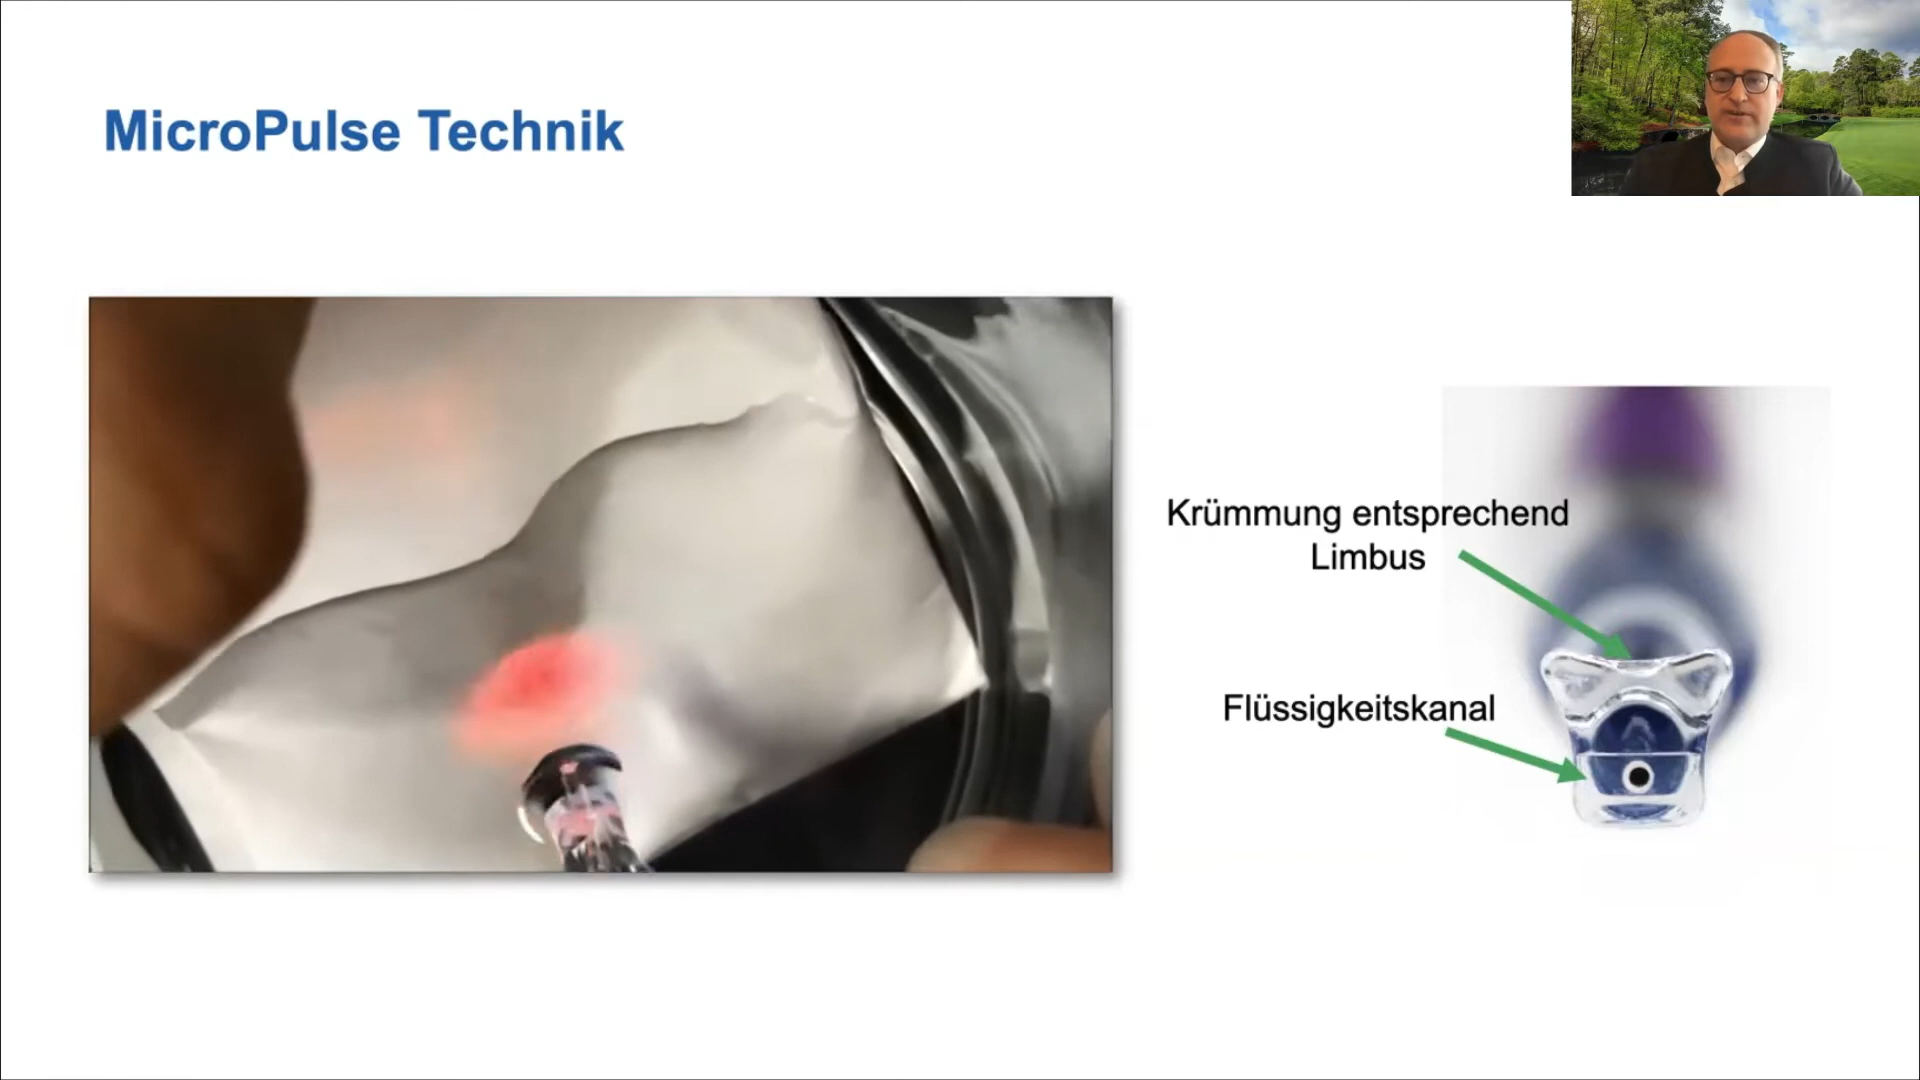 MicroPulse Technik
Krümmung entsprechend
Limbus
Flüssigkeitskanal